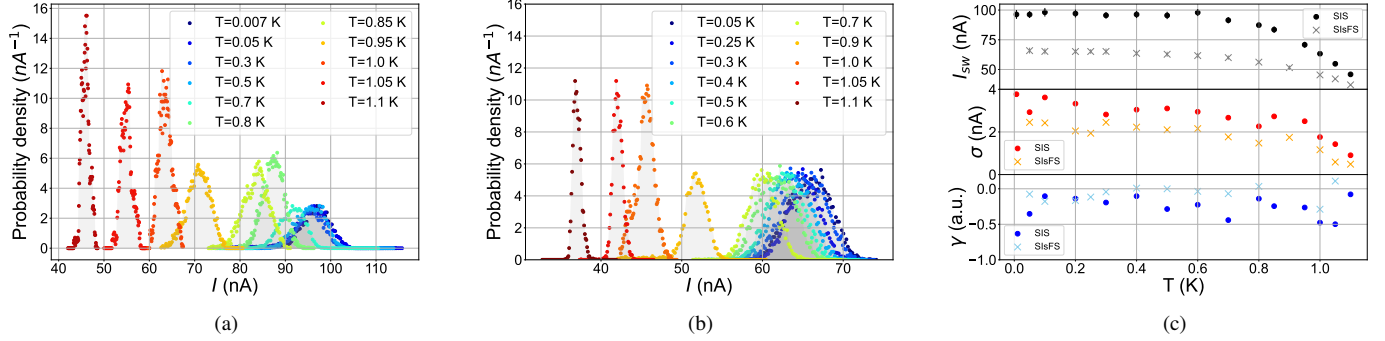 Probability density (nA⁻¹)
16
14
12
10
8
6
4
2
0
T=0.007 K
T=0.05 K
T=0.3 K
T=0.5 K
T=0.7 K
T=0.8 K
T=0.85 K
T=0.95 K
T=1.0 K
T=1.05 K
T=1.1 K
40 50 60 70 80 90 100 110
I (nA)
(a)
Probability density (nA⁻¹)
16
14
12
10
8
6
4
2
0
T=0.05 K
T=0.25 K
T=0.3 K
T=0.4 K
T=0.5 K
T=0.6 K
T=0.7 K
T=0.9 K
T=1.0 K
T=1.05 K
T=1.1 K
40 50 60 70
I (nA)
(b)
I_sw (nA)
100
75
50
SIS
SIsFS
σ (nA)
4
2
0
SIS
SIsFS
γ (a.u.)
0.0
−0.5
−1.0
SIS
SIsFS
0.0 0.2 0.4 0.6 0.8 1.0
T (K)
(c)